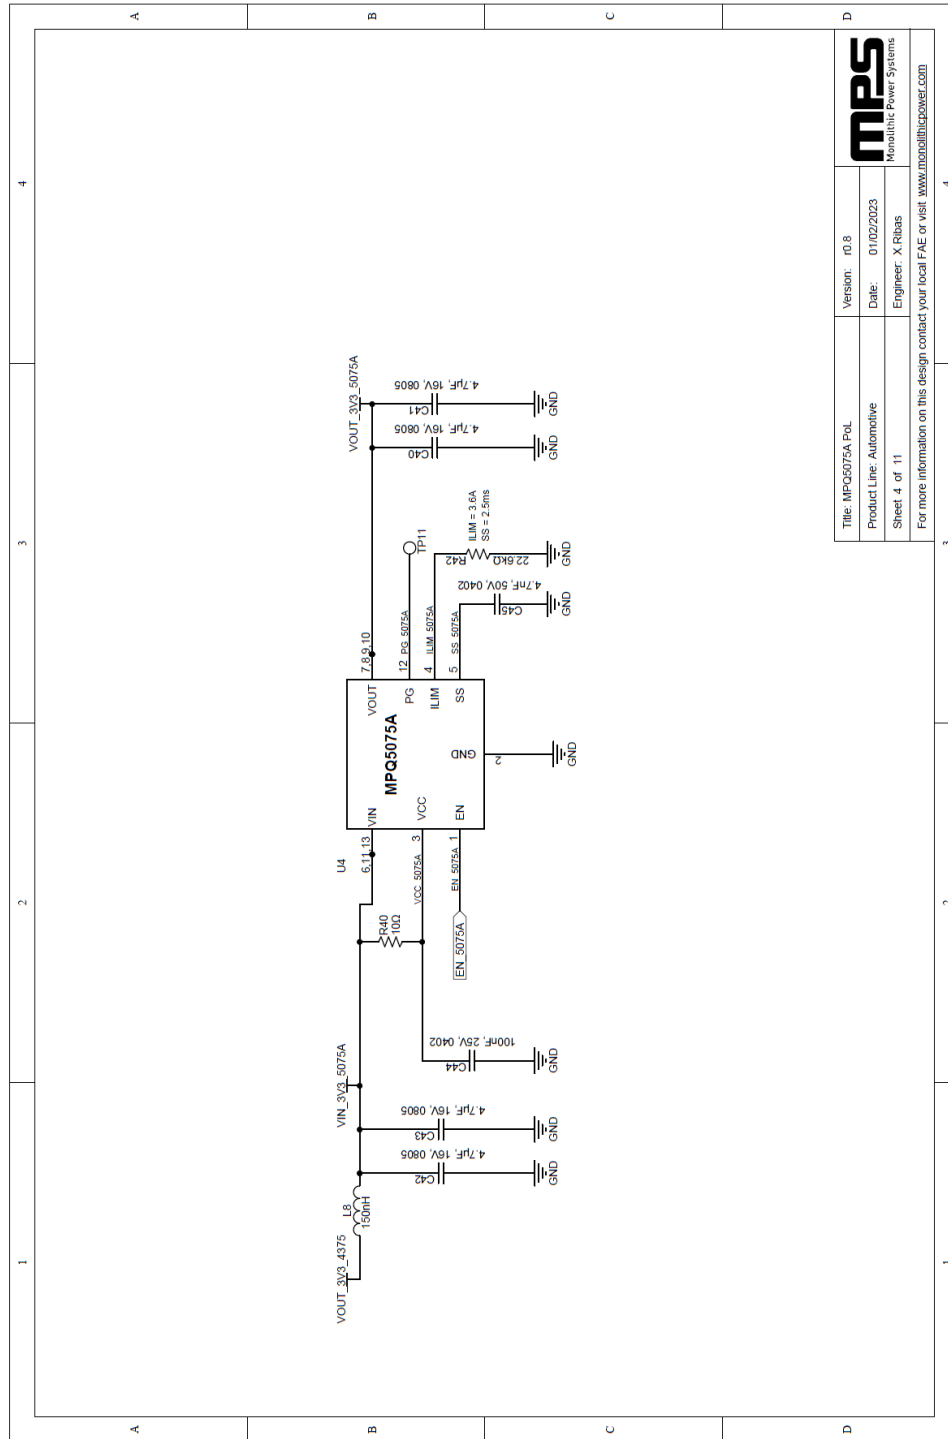 1
2
3
4
A
A
B
B
C
C
D
D
1
2
3
4
VOUT_3V3_4375
L8
150nH
VIN_3V3_5075A
C42
4.7µF, 16V, 0805
GND
C43
4.7µF, 16V, 0805
GND
C44
100nF, 25V, 0402
GND
R40
10Ω
EN_5075A
VCC_5075A
EN_5075A
U4
6,11,13
3
1
VIN
VCC
EN
MPQ5075A
GND
2
GND
VOUT
PG
ILIM
SS
7,8,9,10
12
4
5
PG_5075A
ILIM_5075A
SS_5075A
TP11
C45
4.7nF, 50V, 0402
GND
R42
22.6kΩ
ILIM = 3.6A
SS = 2.5ms
GND
VOUT_3V3_5075A
C40
4.7µF, 16V, 0805
GND
C41
4.7µF, 16V, 0805
GND
Title: MPQ5075A PoL
Version: r0.8
Product Line: Automotive
Date: 01/02/2023
Sheet 4 of 11
Engineer: X.Ribas
mPS
Monolithic Power Systems
For more information on this design contact your local FAE or visit www.monolithicpower.com